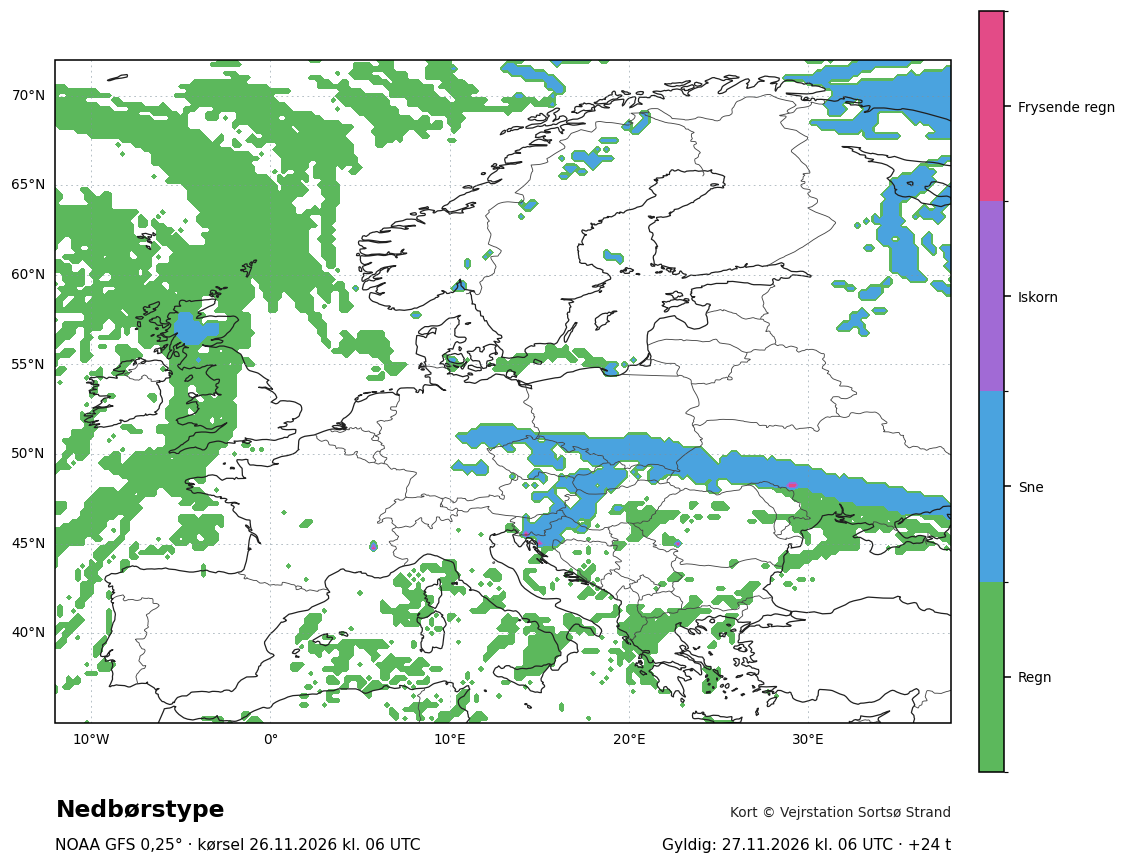 70°N
65°N
60°N
55°N
50°N
45°N
40°N
10°W
0°
10°E
20°E
30°E
Frysende regn
Iskorn
Sne
Regn
Nedbørstype
Kort © Vejrstation Sortsø Strand
NOAA GFS 0,25° · kørsel 26.11.2026 kl. 06 UTC
Gyldig: 27.11.2026 kl. 06 UTC · +24 t